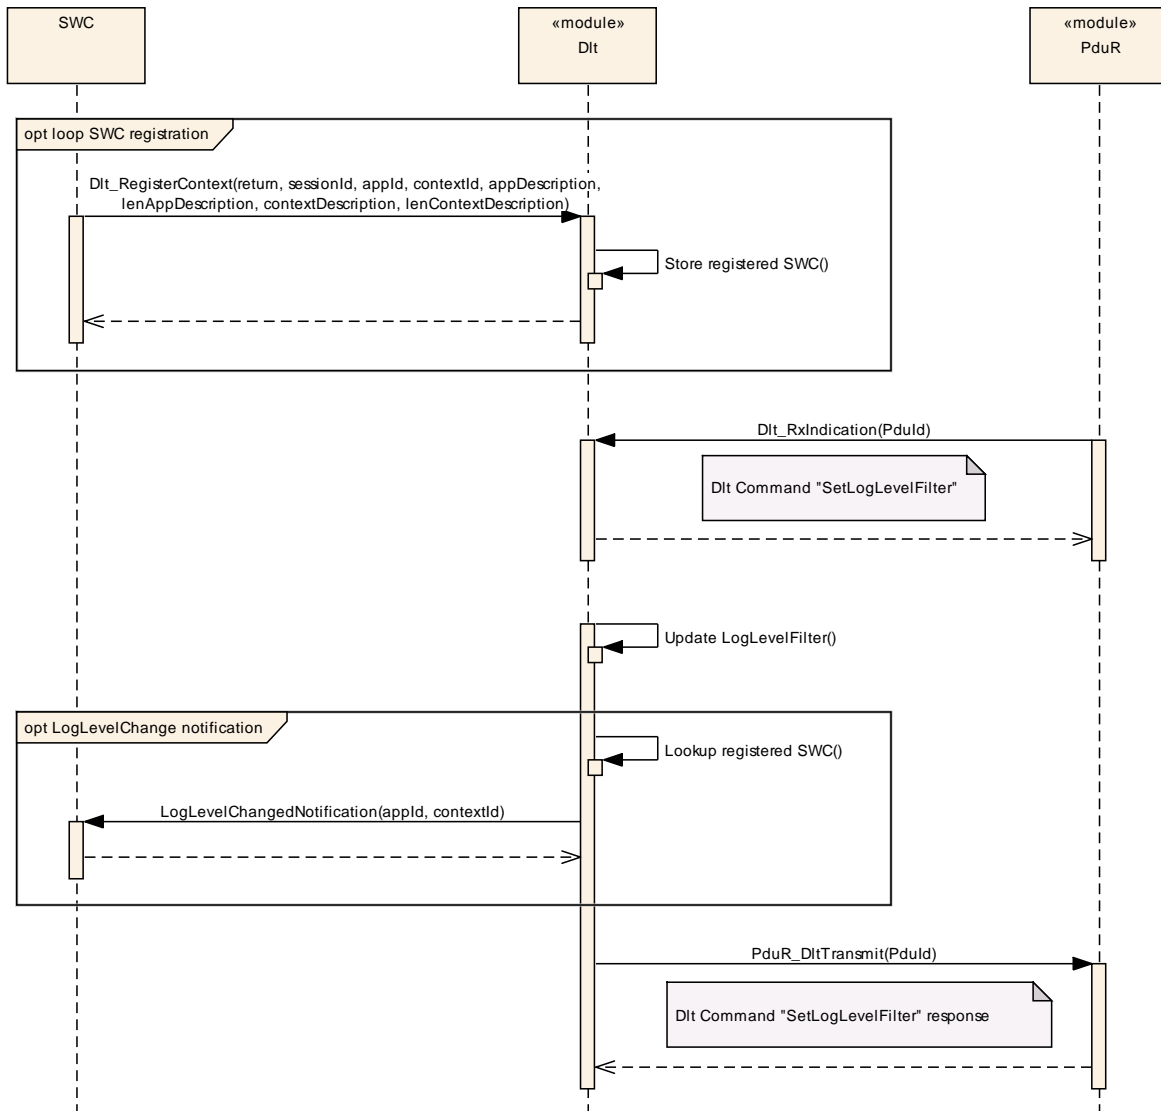 SWC
«module»
Dlt
«module»
PduR
opt loop SWC registration
Dlt_RegisterContext(return, sessionId, appId, contextId, appDescription,
lenAppDescription, contextDescription, lenContextDescription)
Store registered SWC()
Dlt_RxIndication(PduId)
Dlt Command "SetLogLevelFilter"
Update LogLevelFilter()
opt LogLevelChange notification
Lookup registered SWC()
LogLevelChangedNotification(appId, contextId)
PduR_DltTransmit(PduId)
Dlt Command "SetLogLevelFilter" response